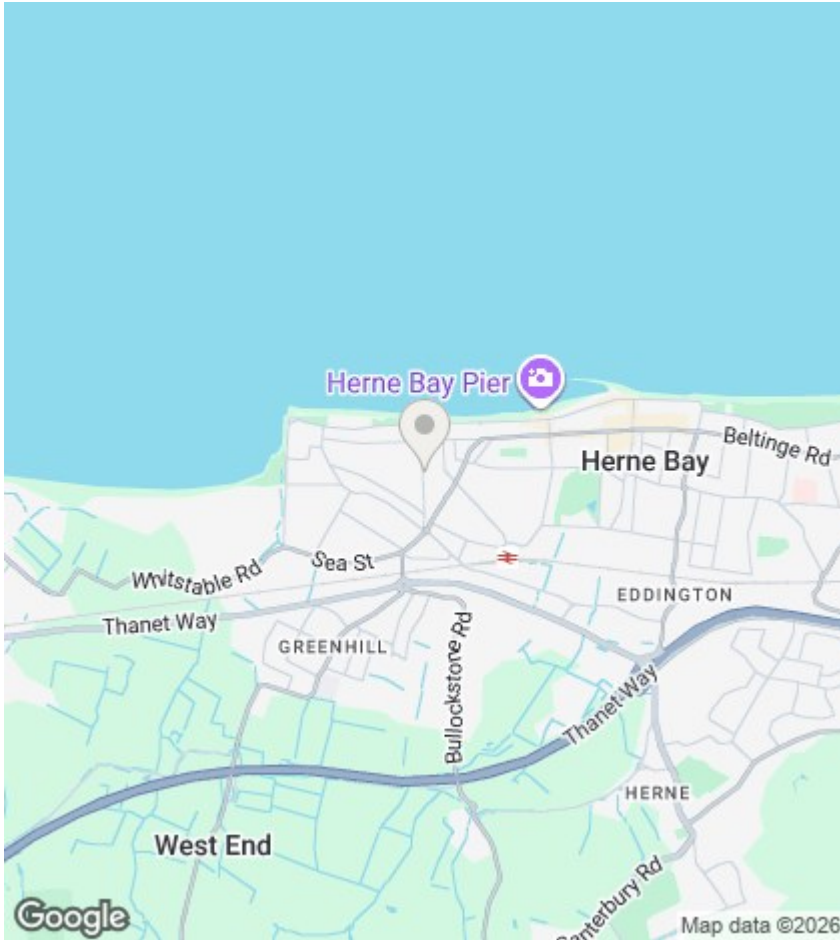 Herne Bay Pier
Beltinge Rd
Herne Bay
Whitstable Rd
Sea St
EDDINGTON
Thanet Way
GREENHILL
Bullockstone Rd
Thanet Way
HERNE
West End
Canterbury Rd
Google
Map data ©2026